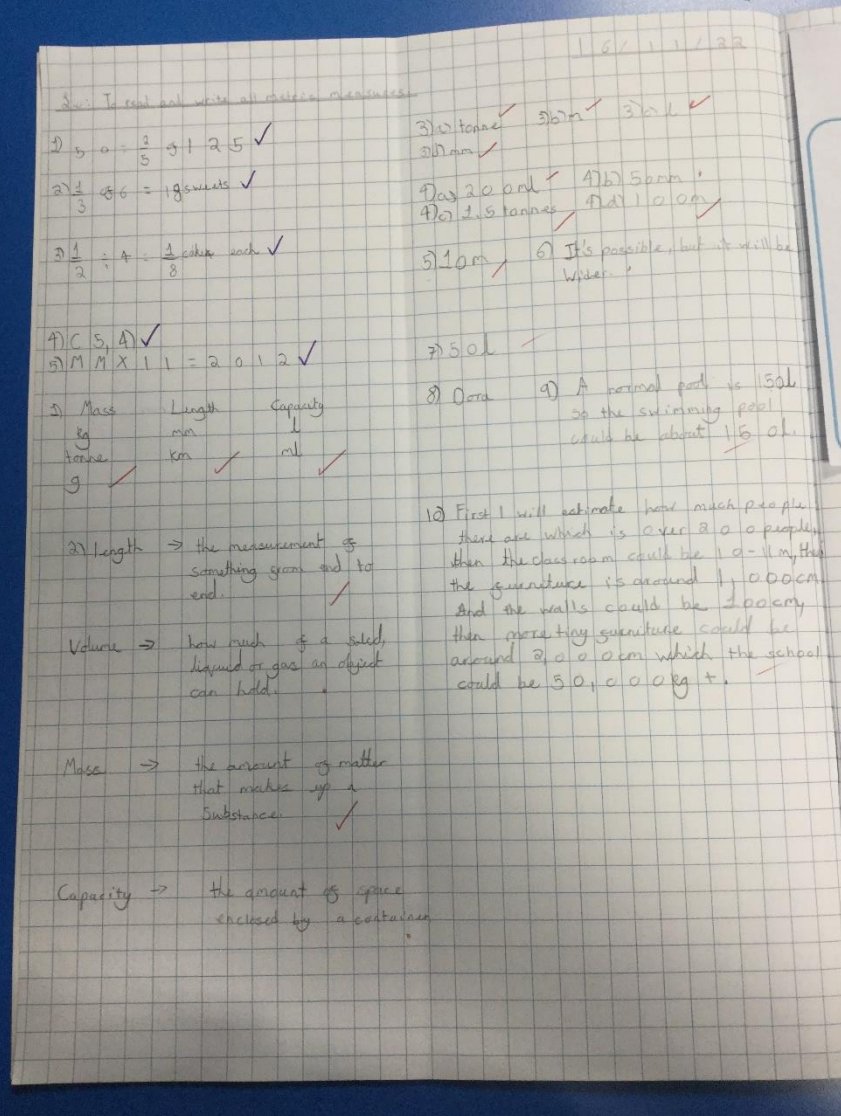 16/11/22
L.O: To read and write all metric measures.
1) 50 = 2/5 of 125
2) 1/3 of 6 = 18 sweets
3) 1/2 ÷ 4 = 1/8 cakes each
4) C 5, 4)
5) M M X 1 1 = 2 0 1 2
1) Mass Length Capacity
kg mm l
tonne km ml
g
2) Length → the measurement of
something from end to
end.
Volume → how much of a solid,
liquid or gas an object
can hold.
Mass → the amount of matter
that makes up a
Substance.
Capacity → the amount of space
enclosed by a container
3)a) tonne 3)b) m 3)c) L
3)d) mm
4)a) 200ml 4)b) 50mm
4)c) 1.5 tonnes 4)d) 100m
5) 10m 6) It's possible, but it will be
Wider.
7) 50l
8) Dora 9) A normal pool is 150l
so the swimming pool
could be about 150l.
10) First I will estimate how much people
there are which is over 200 people,
then the classroom could be 10-11m, then
the furniture is around 1,000cm
And the walls could be 100cm,
then more tiny furniture could be
around 2,000cm which the school
could be 50,000kg +.